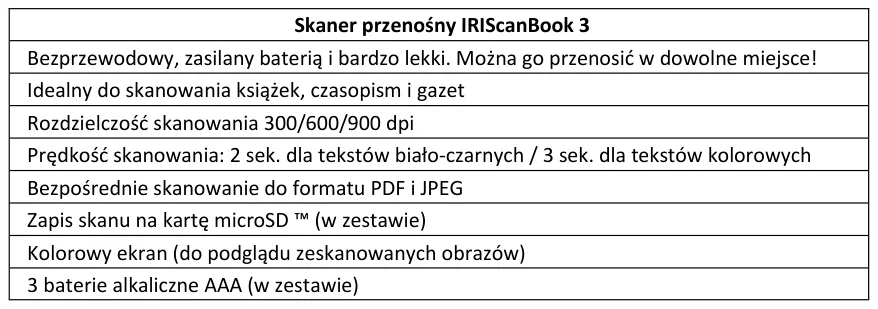 Skaner przenośny IRIScanBook 3
Bezprzewodowy, zasilany baterią i bardzo lekki. Można go przenosić w dowolne miejsce!
Idealny do skanowania książek, czasopism i gazet
Rozdzielczość skanowania 300/600/900 dpi
Prędkość skanowania: 2 sek. dla tekstów biało-czarnych / 3 sek. dla tekstów kolorowych
Bezpośrednie skanowanie do formatu PDF i JPEG
Zapis skanu na kartę microSD ™ (w zestawie)
Kolorowy ekran (do podglądu zeskanowanych obrazów)
3 baterie alkaliczne AAA (w zestawie)